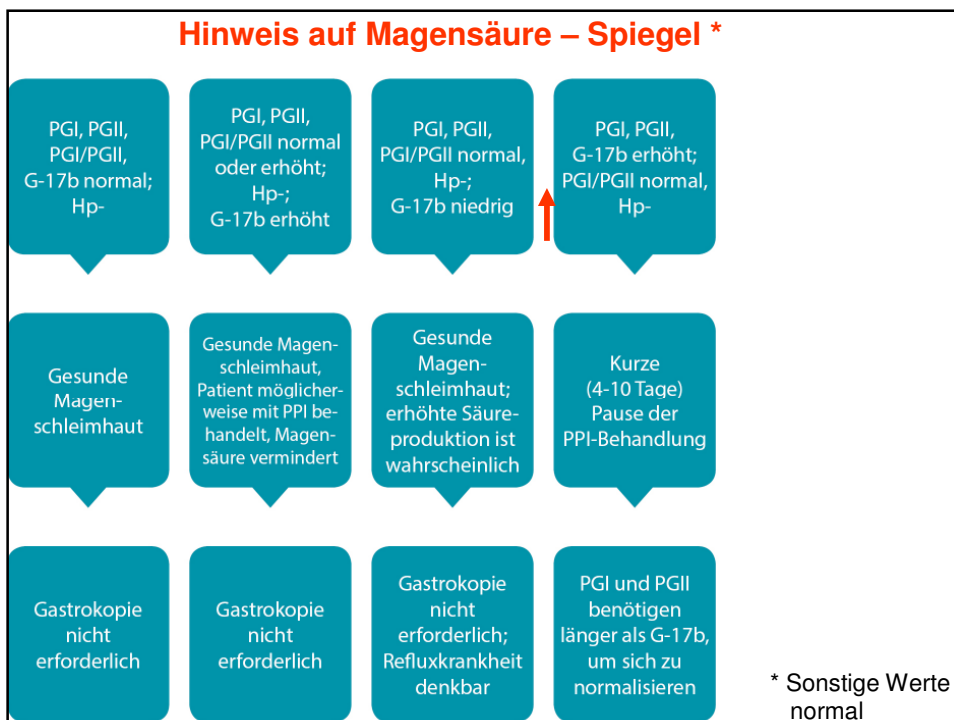 Hinweis auf Magensäure – Spiegel *
PGI, PGII,
PGI/PGII,
G-17b normal;
Hp-
PGI, PGII,
PGI/PGII normal
oder erhöht;
Hp-;
G-17b erhöht
PGI, PGII,
PGI/PGII normal,
Hp-;
G-17b niedrig
PGI, PGII,
G-17b erhöht;
PGI/PGII normal,
Hp-
Gesunde
Magen-
schleimhaut
Gesunde Magen-
schleimhaut,
Patient möglicher-
weise mit PPI be-
handelt, Magen-
säure vermindert
Gesunde
Magen-
schleimhaut;
erhöhte Säure-
produktion ist
wahrscheinlich
Kurze
(4-10 Tage)
Pause der
PPI-Behandlung
Gastrokopie
nicht
erforderlich
Gastrokopie
nicht
erforderlich
Gastrokopie
nicht
erforderlich;
Refluxkrankheit
denkbar
PGI und PGII
benötigen
länger als G-17b,
um sich zu
normalisieren
* Sonstige Werte
normal